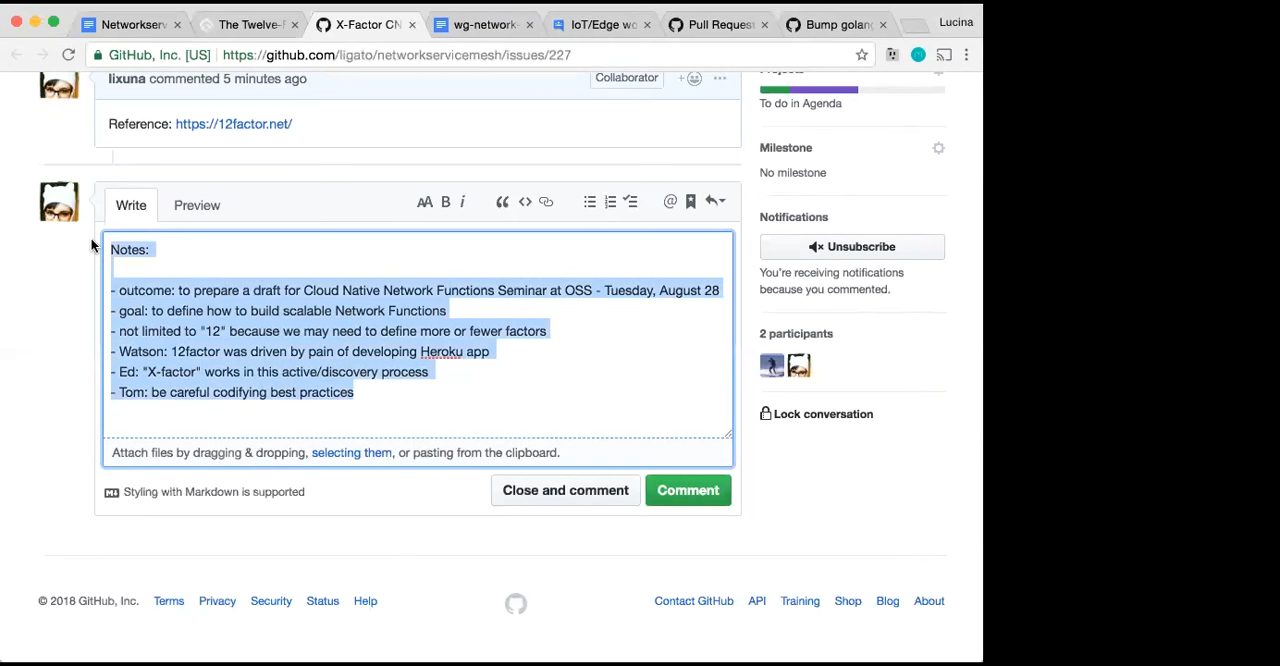 Networkserv
The Twelve-F
X-Factor CN
wg-network-
IoT/Edge wo
Pull Request
Bump golang
Lucina
GitHub, Inc. [US]
https://github.com/ligato/networkservicemesh/issues/227
lixuna commented 5 minutes ago
Collaborator
Reference: https://12factor.net/
Projects
To do in Agenda
Milestone
No milestone
Notifications
Unsubscribe
You're receiving notifications
because you commented.
2 participants
Lock conversation
Write
Preview
AA B i
Notes:
- outcome: to prepare a draft for Cloud Native Network Functions Seminar at OSS - Tuesday, August 28
- goal: to define how to build scalable Network Functions
- not limited to "12" because we may need to define more or fewer factors
- Watson: 12factor was driven by pain of developing Heroku app
- Ed: "X-factor" works in this active/discovery process
- Tom: be careful codifying best practices
Attach files by dragging & dropping, selecting them, or pasting from the clipboard.
Styling with Markdown is supported
Close and comment
Comment
© 2018 GitHub, Inc.
Terms
Privacy
Security
Status
Help
Contact GitHub
API
Training
Shop
Blog
About